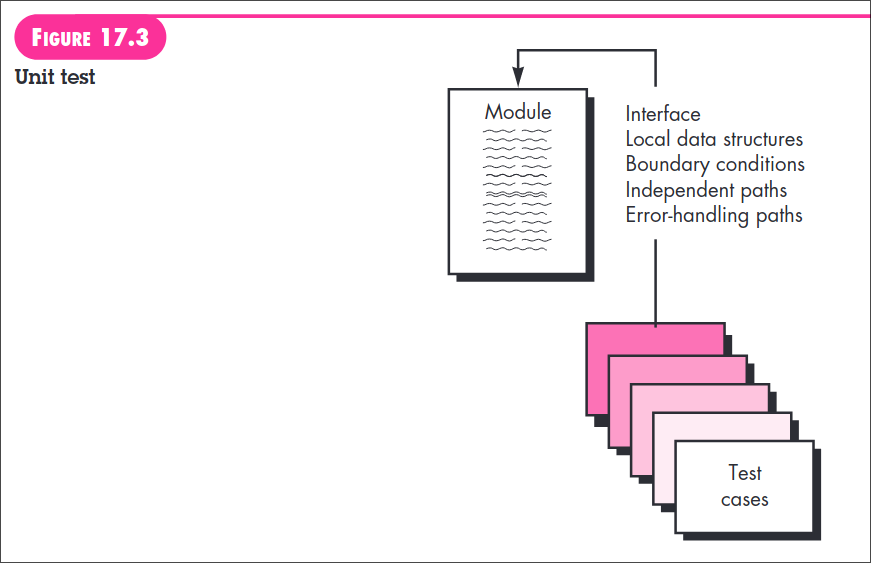 FIGURE 17.3
Unit test
Module
Interface
Local data structures
Boundary conditions
Independent paths
Error-handling paths
Test
cases